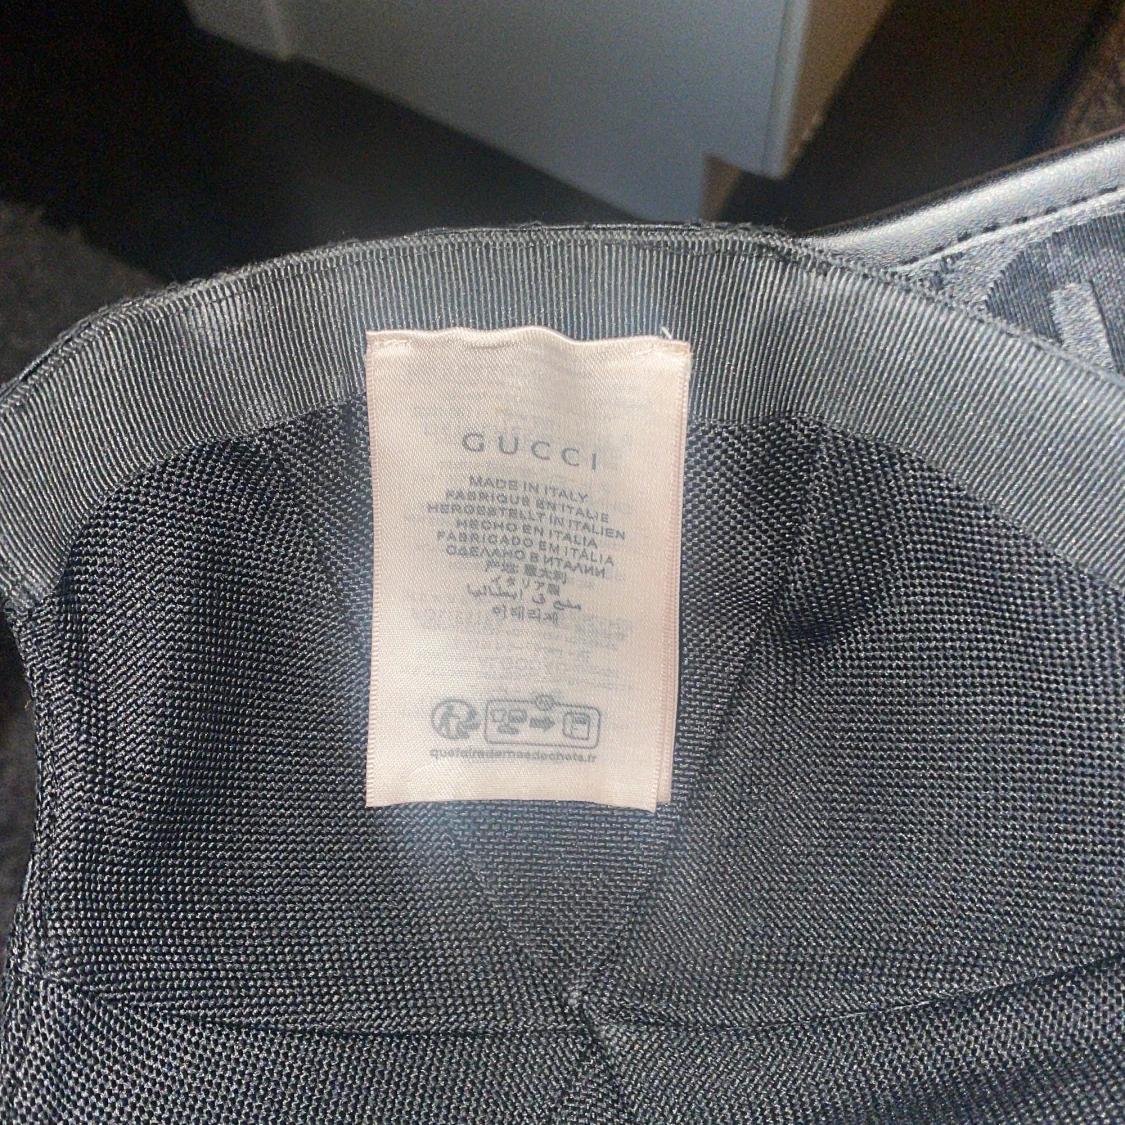 GUCCI
MADE IN ITALY
FABRIQUE EN ITALIE
HERGESTELLT IN ITALIEN
HECHO EN ITALIA
FABRICADO EM ITÁLIA
СДЕЛАНО В ИТАЛИИ
产地 意大利
イタリア製
صنع في إيطاليا
이태리제
quefairedemesdechets.fr